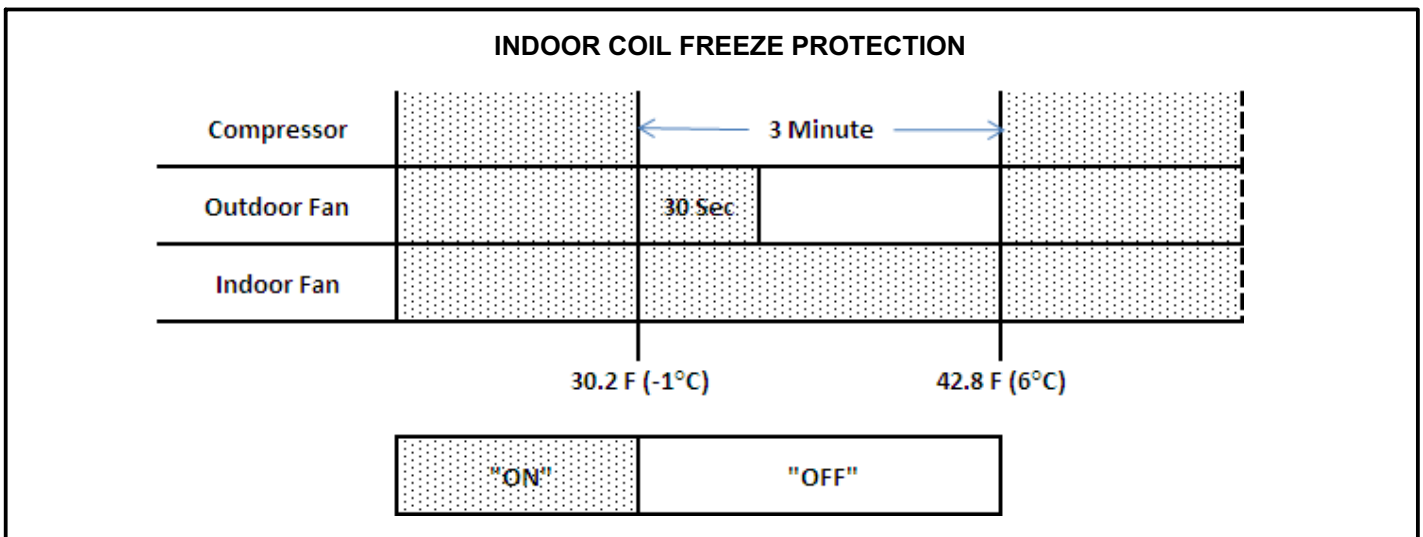 INDOOR COIL FREEZE PROTECTION
Compressor
3 Minute
Outdoor Fan
30 Sec
Indoor Fan
30.2 F (-1°C)
42.8 F (6°C)
"ON"
"OFF"